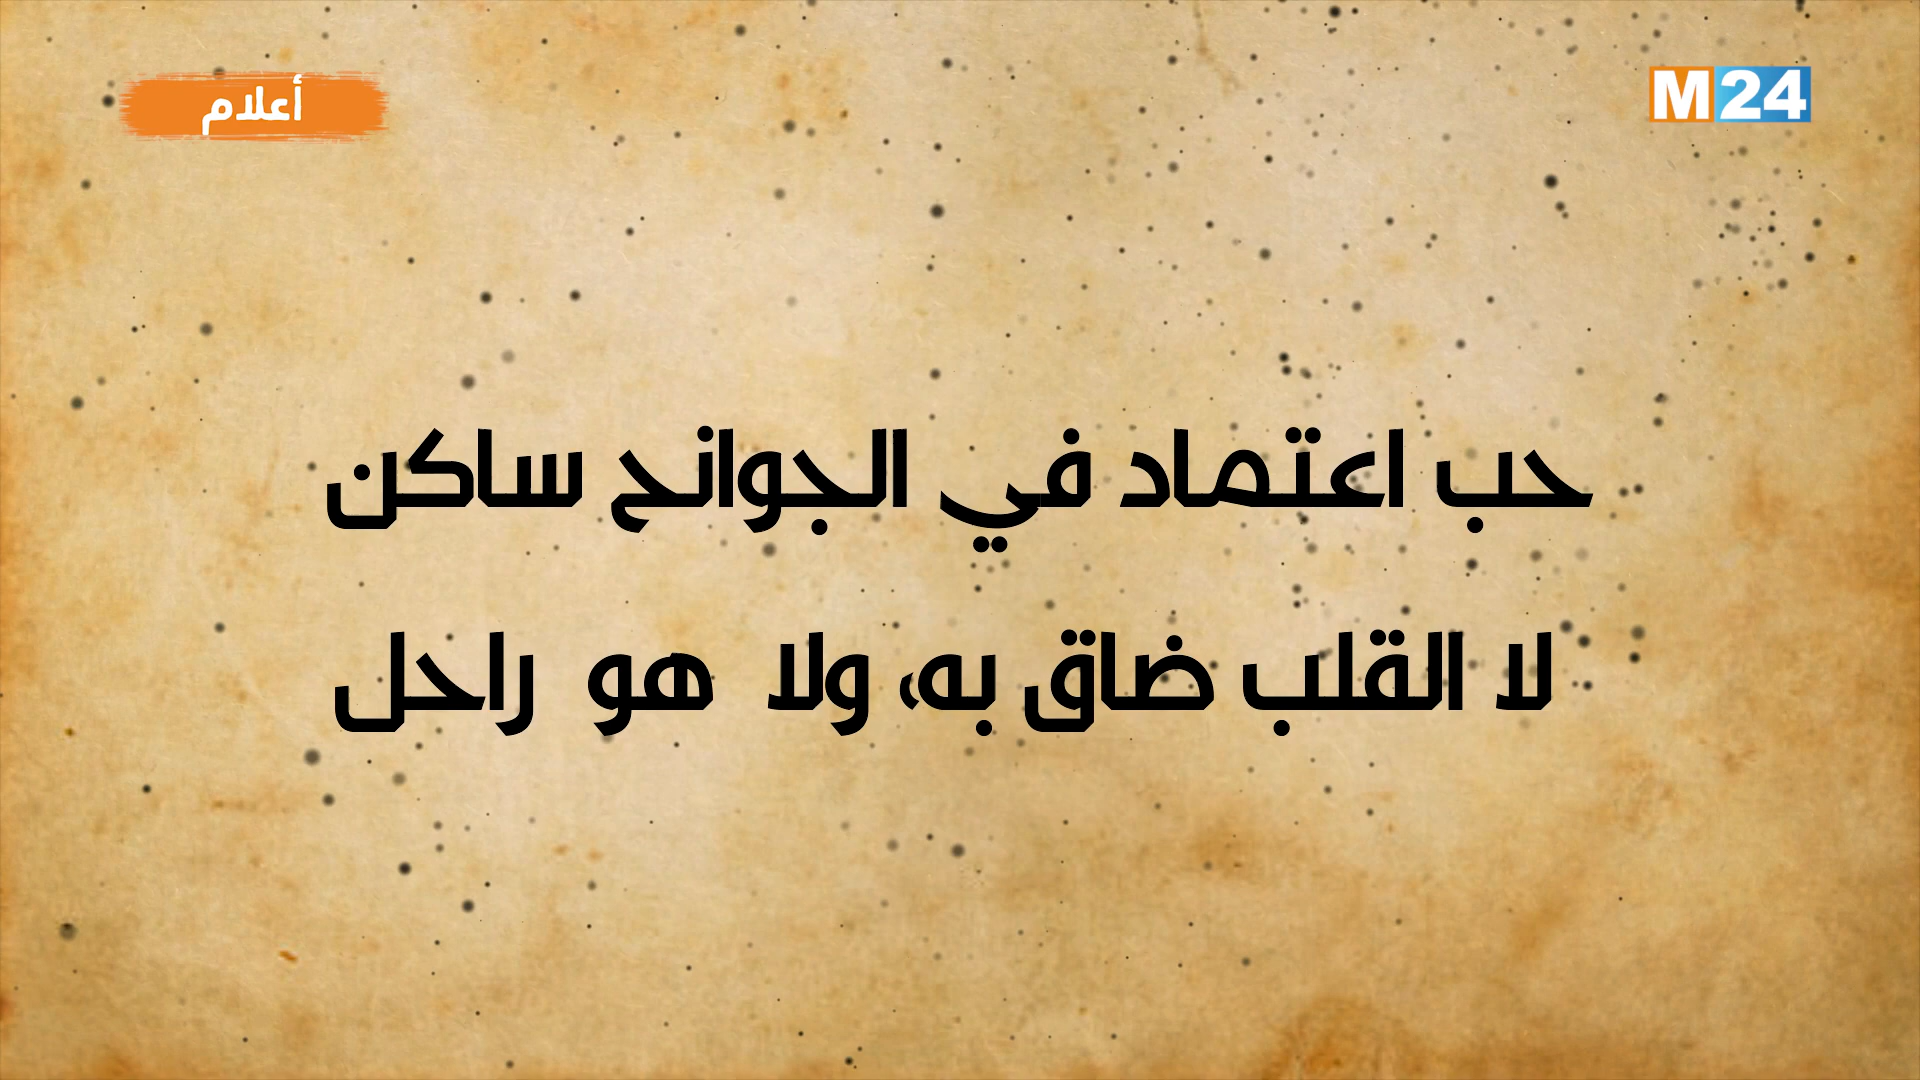 أعلام
M24
حب اعتماد في الجوانح ساكن
لا القلب ضاق به، ولا هو راحل